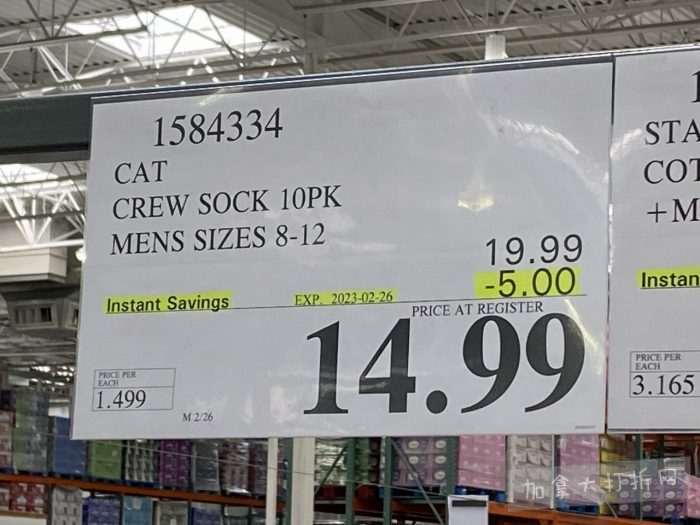 1584334
CAT
CREW SOCK 10PK
MENS SIZES 8-12
19.99
Instant Savings EXP. 2023-02-26 -5.00
PRICE AT REGISTER
14.99
PRICE PER
EACH
1.499
M 2/26
STA
COT
+M
Instan
PRICE PER
EACH
3.165
加拿大打折网